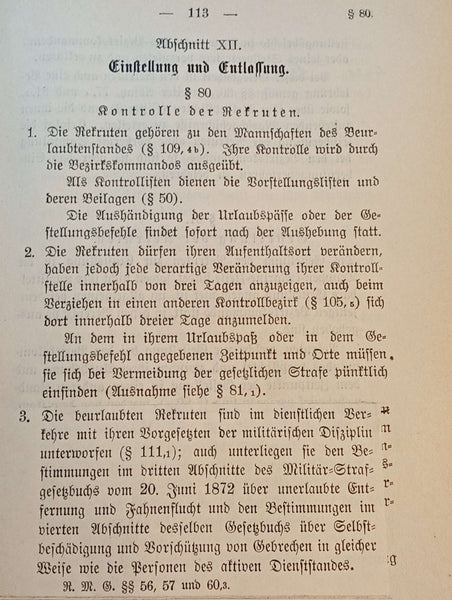 — 113 — § 80.
Abschnitt XII.
Einstellung und Entlassung.
§ 80
Kontrolle der Rekruten.
1. Die Rekruten gehören zu den Mannschaften des Beur-
laubtenstandes (§ 109, 4 b). Ihre Kontrolle wird durch
die Bezirkskommandos ausgeübt.
Als Kontrollisten dienen die Vorstellungslisten und
deren Beilagen (§ 50).
Die Aushändigung der Urlaubspässe oder der Ge-
stellungsbefehle findet sofort nach der Aushebung statt.
2. Die Rekruten dürfen ihren Aufenthaltsort verändern,
haben jedoch jede derartige Veränderung ihrer Kontroll-
stelle innerhalb von drei Tagen anzuzeigen, auch beim
Verziehen in einen anderen Kontrollbezirk (§ 105, 5) sich
dort innerhalb dreier Tage anzumelden.
An dem in ihrem Urlaubspaß oder in dem Ge-
stellungsbefehl angegebenen Zeitpunkt und Orte müssen
sie sich bei Vermeidung der gesetzlichen Strafe pünktlich
einfinden (Ausnahme siehe § 81, 1).
3. Die beurlaubten Rekruten sind im dienstlichen Ver-
kehre mit ihren Vorgesetzten der militärischen Disziplin
unterworfen (§ 111,1); auch unterliegen sie den Be-
stimmungen im dritten Abschnitte des Militär-Straf-
gesetzbuchs vom 20. Juni 1872 über unerlaubte Ent-
fernung und Fahnenflucht und den Bestimmungen im
vierten Abschnitte desselben Gesetzbuchs über Selbst-
beschädigung und Vorschützung von Gebrechen in gleicher
Weise wie die Personen des aktiven Dienststandes.
R. M. G. §§ 56, 57 und 60,3.